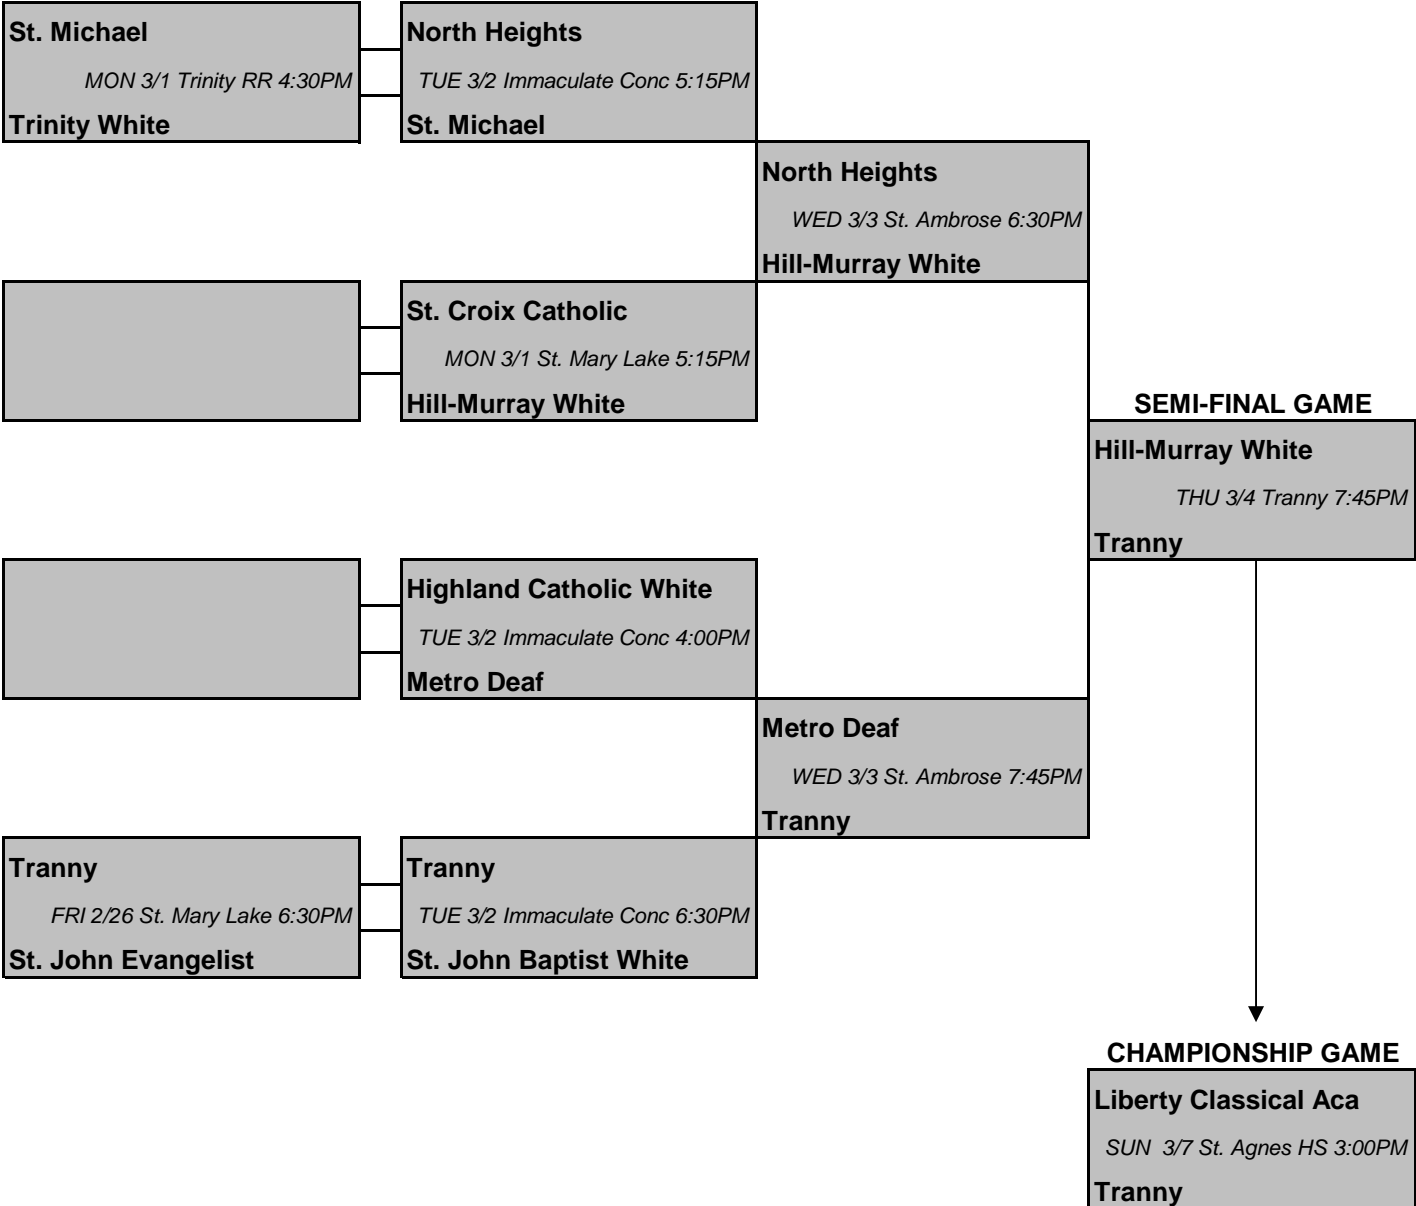 St. Michael
MON 3/1 Trinity RR 4:30PM
Trinity White
North Heights
TUE 3/2 Immaculate Conc 5:15PM
St. Michael
North Heights
WED 3/3 St. Ambrose 6:30PM
Hill-Murray White
St. Croix Catholic
MON 3/1 St. Mary Lake 5:15PM
Hill-Murray White
SEMI-FINAL GAME
Hill-Murray White
THU 3/4 Tranny 7:45PM
Tranny
Highland Catholic White
TUE 3/2 Immaculate Conc 4:00PM
Metro Deaf
Metro Deaf
WED 3/3 St. Ambrose 7:45PM
Tranny
Tranny
FRI 2/26 St. Mary Lake 6:30PM
St. John Evangelist
Tranny
TUE 3/2 Immaculate Conc 6:30PM
St. John Baptist White
CHAMPIONSHIP GAME
Liberty Classical Aca
SUN  3/7 St. Agnes HS 3:00PM
Tranny